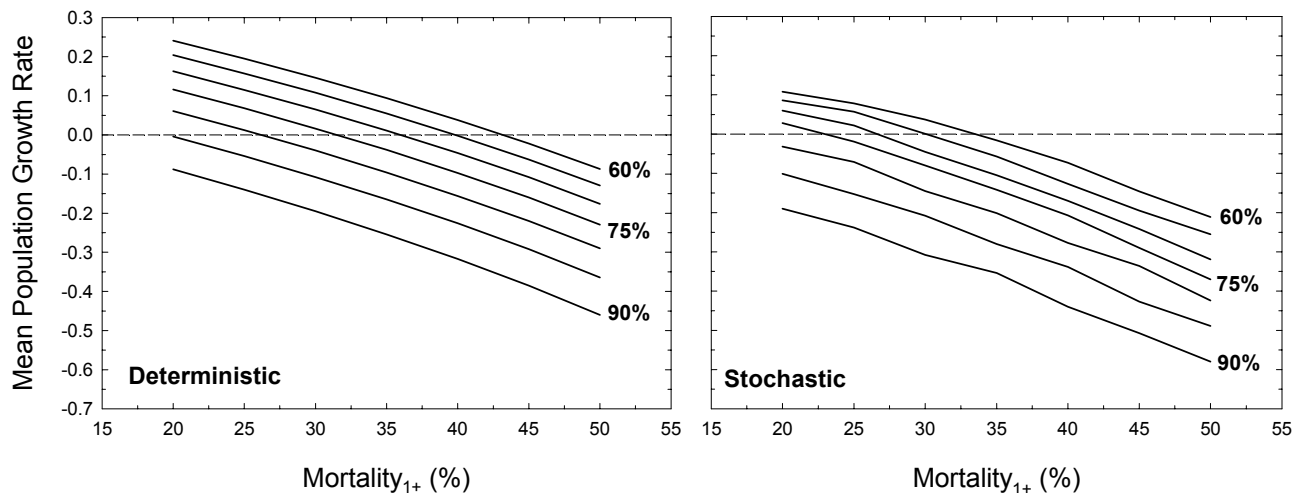 Mean Population Growth Rate
0.3
0.2
0.1
0.0
-0.1
-0.2
-0.3
-0.4
-0.5
-0.6
-0.7
60%
75%
90%
Deterministic
15 20 25 30 35 40 45 50 55
Mortality1+ (%)
60%
75%
90%
Stochastic
15 20 25 30 35 40 45 50 55
Mortality1+ (%)